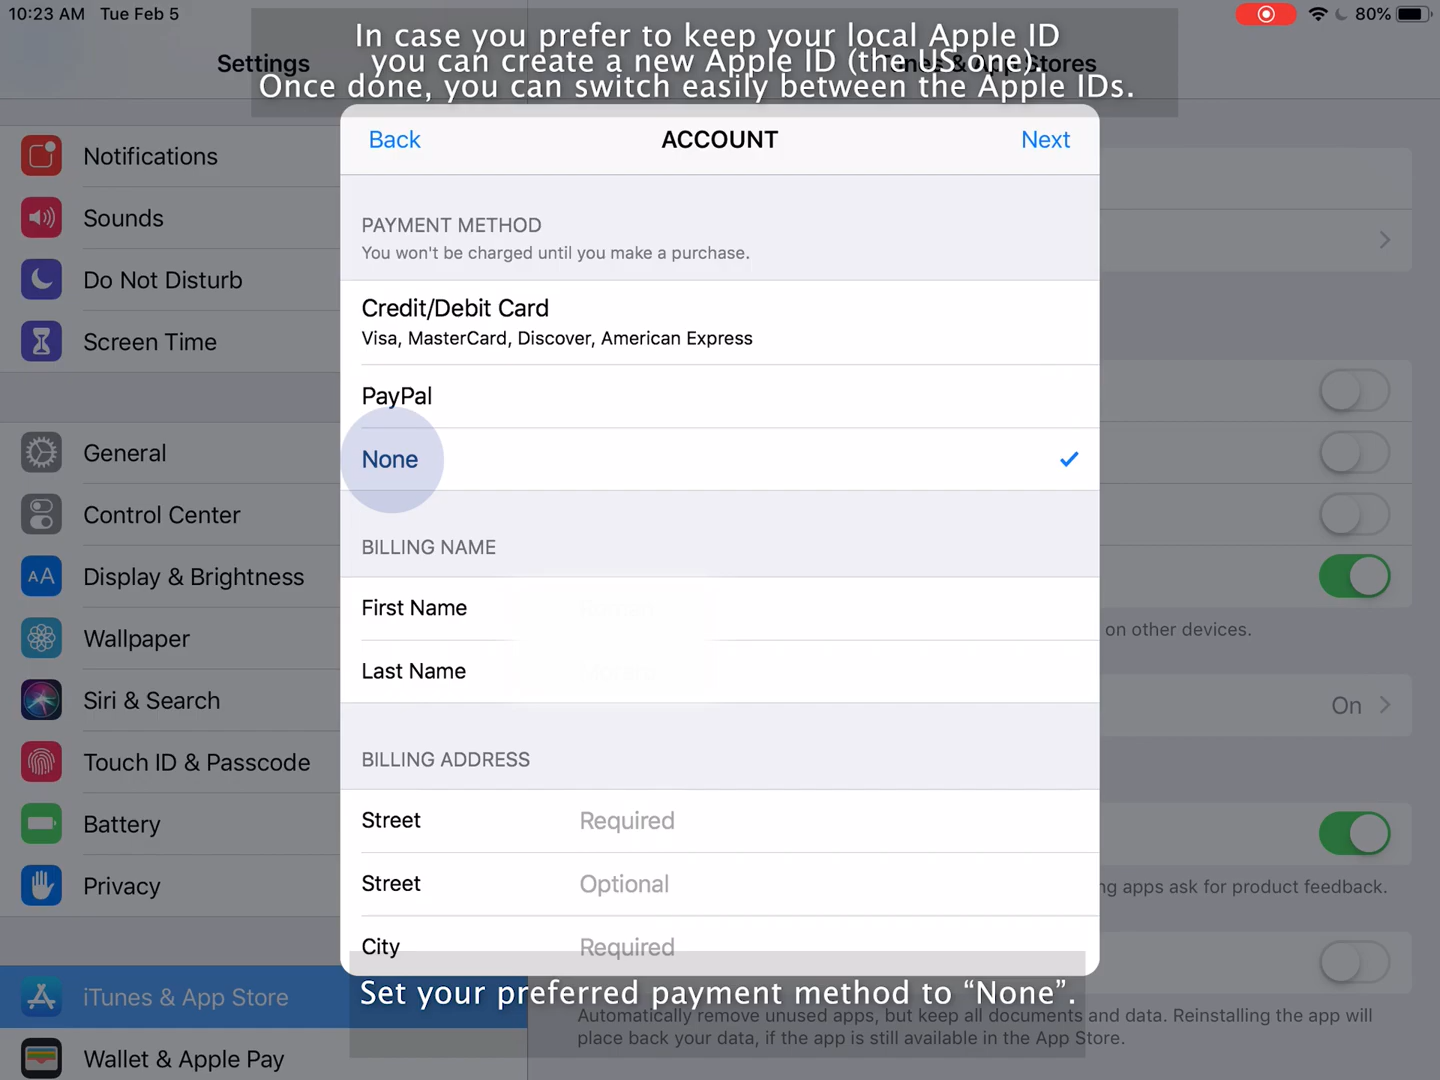 10:23 AM Tue Feb 5
80%
In case you prefer to keep your local Apple ID
you can create a new Apple ID (the US one).
Once done, you can switch easily between the Apple IDs.
Settings
iTunes & App Stores
Back
ACCOUNT
Next
Notifications
Sounds
Do Not Disturb
Screen Time
General
Control Center
AA
Display & Brightness
Wallpaper
Siri & Search
Touch ID & Passcode
Battery
Privacy
iTunes & App Store
Wallet & Apple Pay
PAYMENT METHOD
You won't be charged until you make a purchase.
Credit/Debit Card
Visa, MasterCard, Discover, American Express
PayPal
None
BILLING NAME
First Name
Last Name
BILLING ADDRESS
Street Required
Street Optional
City Required
on other devices.
On
ng apps ask for product feedback.
Set your preferred payment method to “None”.
Automatically remove unused apps, but keep all documents and data. Reinstalling the app will
place back your data, if the app is still available in the App Store.